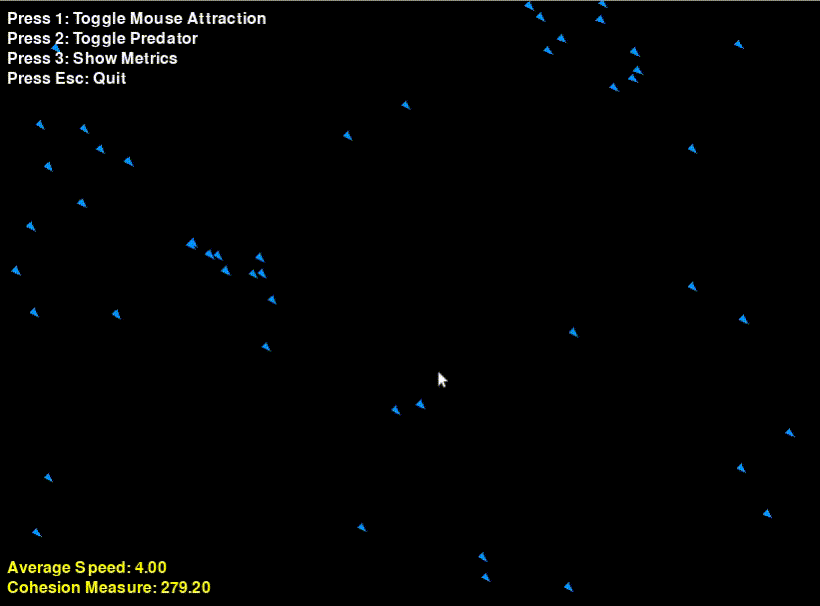 Press 1: Toggle Mouse Attraction
Press 2: Toggle Predator
Press 3: Show Metrics
Press Esc: Quit
Average Speed: 4.00
Cohesion Measure: 279.20